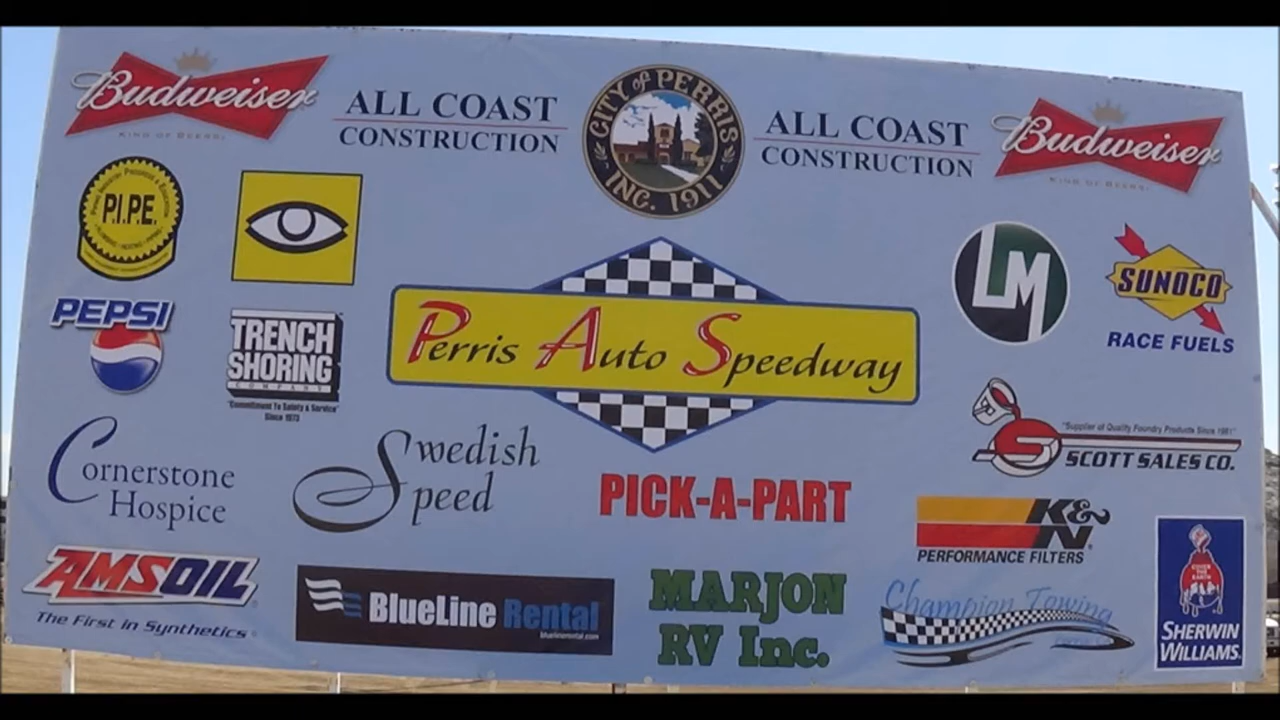 Budweiser
KING OF BEERS
ALL COAST
CONSTRUCTION
CITY of PERRIS
INC. 1911
ALL COAST
CONSTRUCTION
Budweiser
KING OF BEERS
P.I.P.E.
LM
SUNOCO
RACE FUELS
PEPSI
TRENCH
SHORING
COMPANY
"Commitment To Safety & Service"
Since 1973
Perris Auto Speedway
"Supplier of Quality Foundry Products Since 1981"
SCOTT SALES CO.
Cornerstone
Hospice
Swedish
Speed
PICK-A-PART
K&N
PERFORMANCE FILTERS
AMSOIL
The First in Synthetics
BlueLine Rental
bluelinerental.com
MARJON
RV Inc.
Champion Towing
COVER
THE
EARTH
SHERWIN
WILLIAMS.